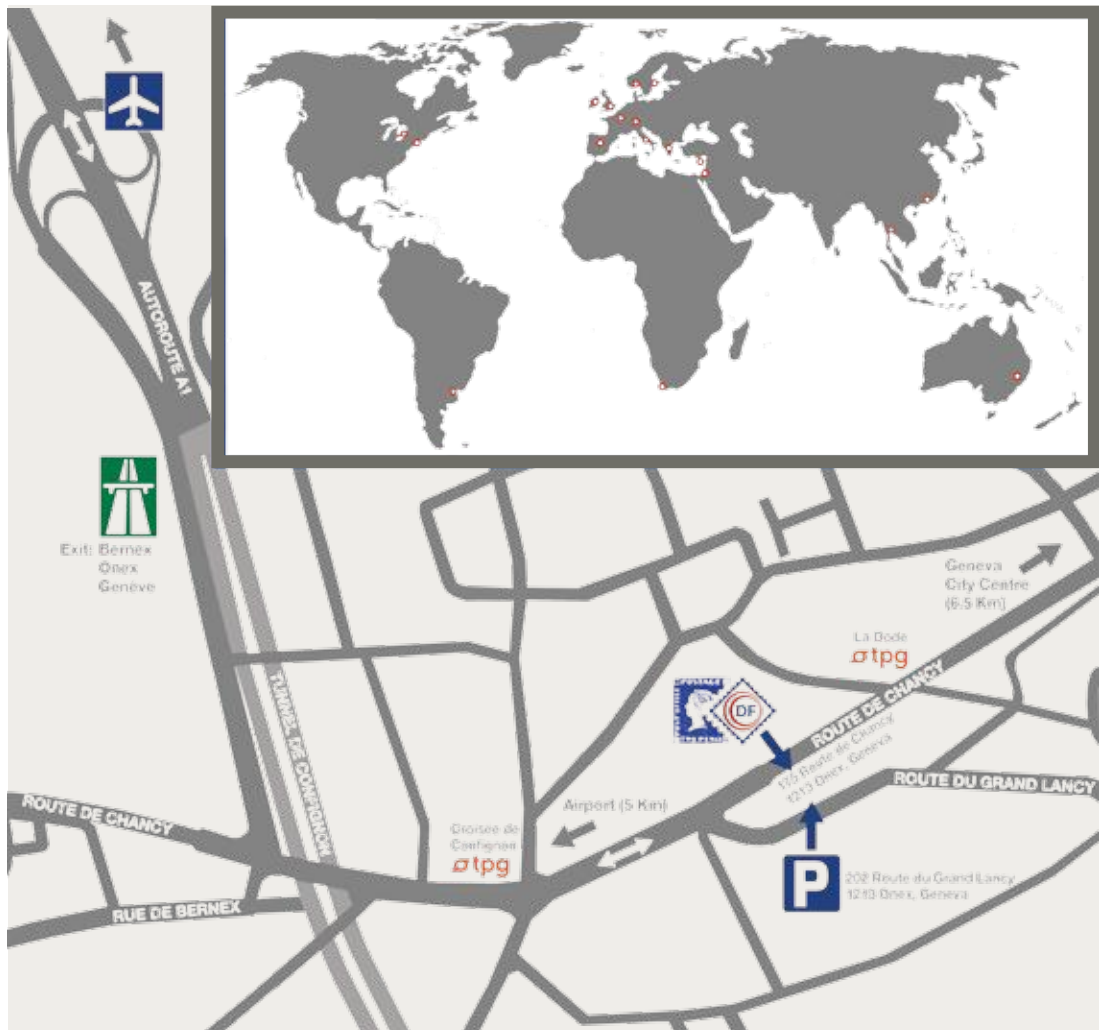 AUTOROUTE A1
Exit: Bernex
Onex
Genève
Geneva
City Centre
(6.5 Km)
La Dode
tpg
POSTAGE
DF
ROUTE DE CHANCY
175 Route de Chancy
1213 Onex, Geneva
ROUTE DU GRAND LANCY
Airport (5 Km)
Croisée de
Confignon
tpg
TUNNEL DE CONFIGNON
ROUTE DE CHANCY
P
202 Route du Grand Lancy
1213 Onex, Geneva
RUE DE BERNEX